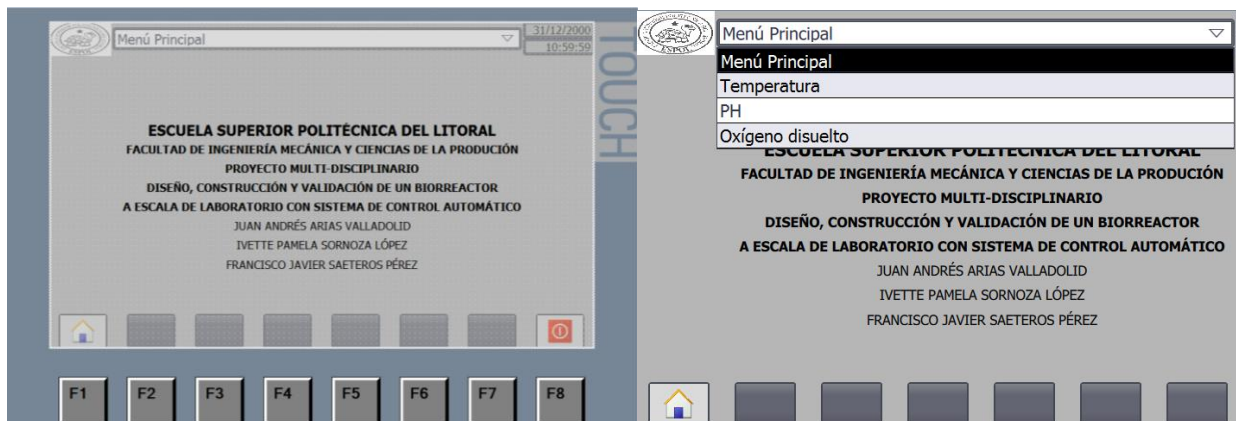 ESPOL
Menú Principal
31/12/2000
10:59:59
TOUCH
ESCUELA SUPERIOR POLITÉCNICA DEL LITORAL
FACULTAD DE INGENIERÍA MECÁNICA Y CIENCIAS DE LA PRODUCIÓN
PROYECTO MULTI-DISCIPLINARIO
DISEÑO, CONSTRUCCIÓN Y VALIDACIÓN DE UN BIORREACTOR
A ESCALA DE LABORATORIO CON SISTEMA DE CONTROL AUTOMÁTICO
JUAN ANDRÉS ARIAS VALLADOLID
IVETTE PAMELA SORNOZA LÓPEZ
FRANCISCO JAVIER SAETEROS PÉREZ
F1 F2 F3 F4 F5 F6 F7 F8
ESPOL
Menú Principal
Menú Principal
Temperatura
PH
Oxígeno disuelto
ESCUELA SUPERIOR POLITÉCNICA DEL LITORAL
FACULTAD DE INGENIERÍA MECÁNICA Y CIENCIAS DE LA PRODUCIÓN
PROYECTO MULTI-DISCIPLINARIO
DISEÑO, CONSTRUCCIÓN Y VALIDACIÓN DE UN BIORREACTOR
A ESCALA DE LABORATORIO CON SISTEMA DE CONTROL AUTOMÁTICO
JUAN ANDRÉS ARIAS VALLADOLID
IVETTE PAMELA SORNOZA LÓPEZ
FRANCISCO JAVIER SAETEROS PÉREZ